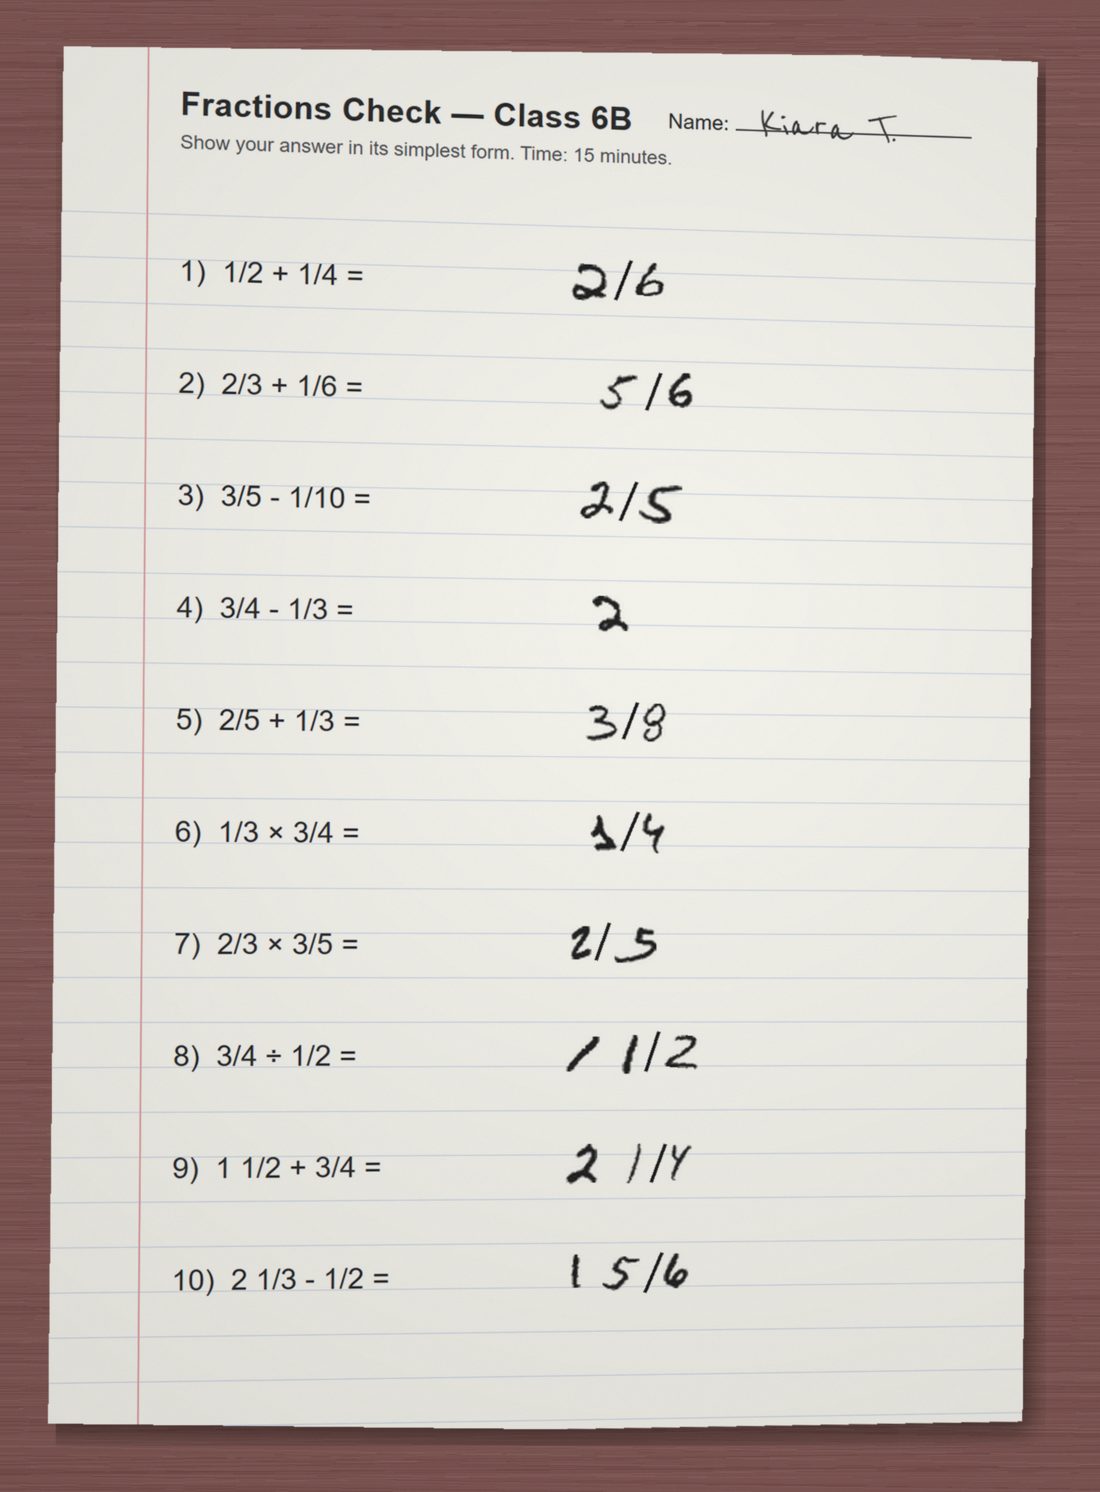 Fractions Check — Class 6B Name: Kiara T.
Show your answer in its simplest form. Time: 15 minutes.
1) 1/2 + 1/4 = 2/6
2) 2/3 + 1/6 = 5/6
3) 3/5 - 1/10 = 2/5
4) 3/4 - 1/3 = 2
5) 2/5 + 1/3 = 3/8
6) 1/3 × 3/4 = 1/4
7) 2/3 × 3/5 = 2/5
8) 3/4 ÷ 1/2 = 1 1/2
9) 1 1/2 + 3/4 = 2 1/4
10) 2 1/3 - 1/2 = 1 5/6